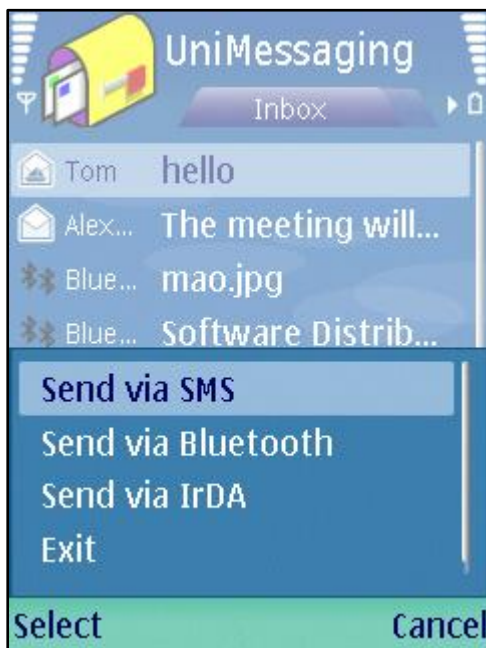 UniMessaging
Inbox
Tom hello
Alex... The meeting will...
Blue... mao.jpg
Blue... Software Distrib...
Send via SMS
Send via Bluetooth
Send via IrDA
Exit
Select Cancel